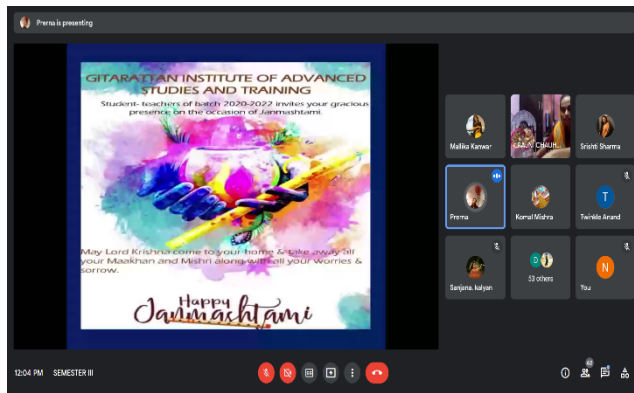 Prerna is presenting
GITARATTAN INSTITUTE OF ADVANCED
STUDIES AND TRAINING
Student- teachers of batch 2020-2022 invites your gracious
presence on the occasion of Janmashtami.
May Lord Krishna come to your home & take away all
your Maakhan and Mishri along with all your worries &
sorrow.
Happy
Janmashtami
Mallika Kanwar
CHAUH...
Srishti Sharma
Prerna
Komal Mishra
T
Twinkle Anand
Sanjana. kalyan
D
53 others
N
You
12:04 PM SEMESTER III
62